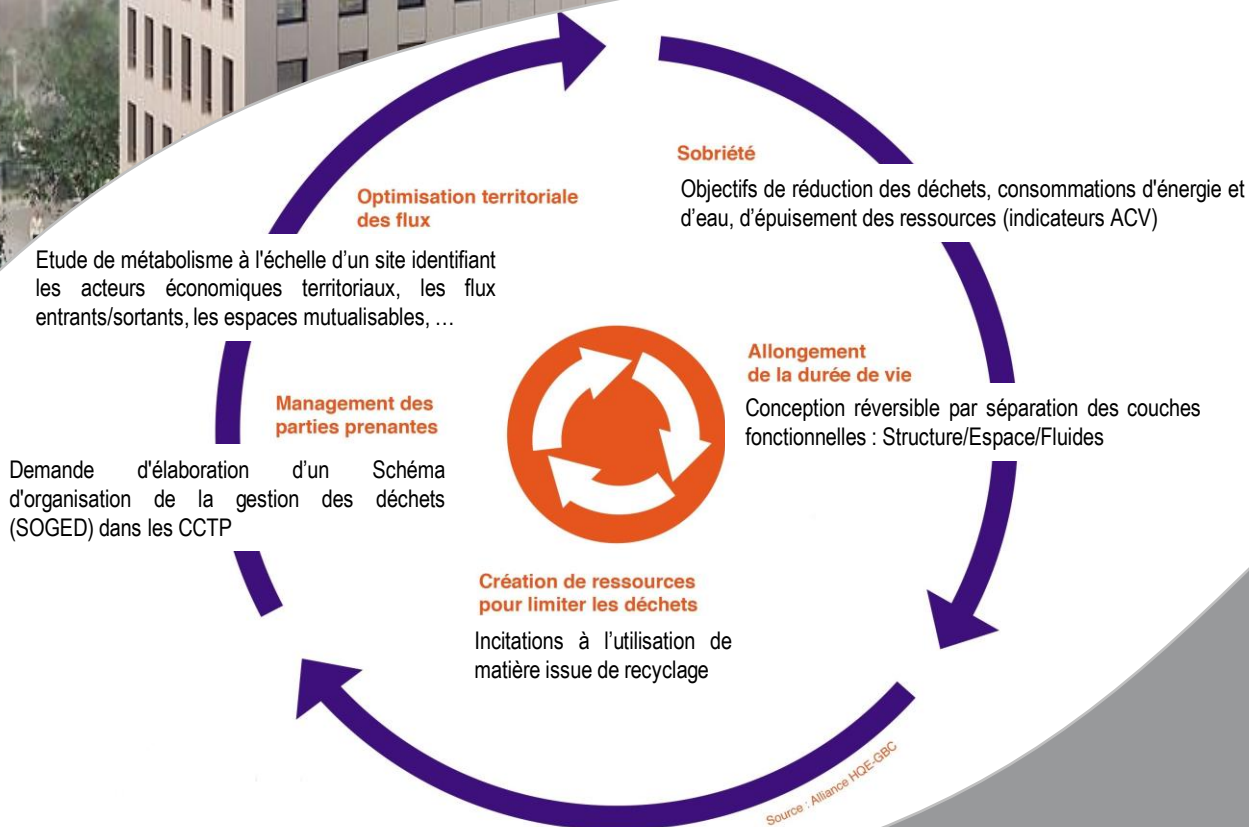 Sobriété
Objectifs de réduction des déchets, consommations d'énergie et
d’eau, d’épuisement des ressources (indicateurs ACV)
Allongement
de la durée de vie
Conception réversible par séparation des couches
fonctionnelles : Structure/Espace/Fluides
Création de ressources
pour limiter les déchets
Incitations à l’utilisation de
matière issue de recyclage
Management des
parties prenantes
Demande d'élaboration d’un Schéma
d'organisation de la gestion des déchets
(SOGED) dans les CCTP
Optimisation territoriale
des flux
Etude de métabolisme à l'échelle d’un site identifiant
les acteurs économiques territoriaux, les flux
entrants/sortants, les espaces mutualisables, …
Source : Alliance HQE-GBC